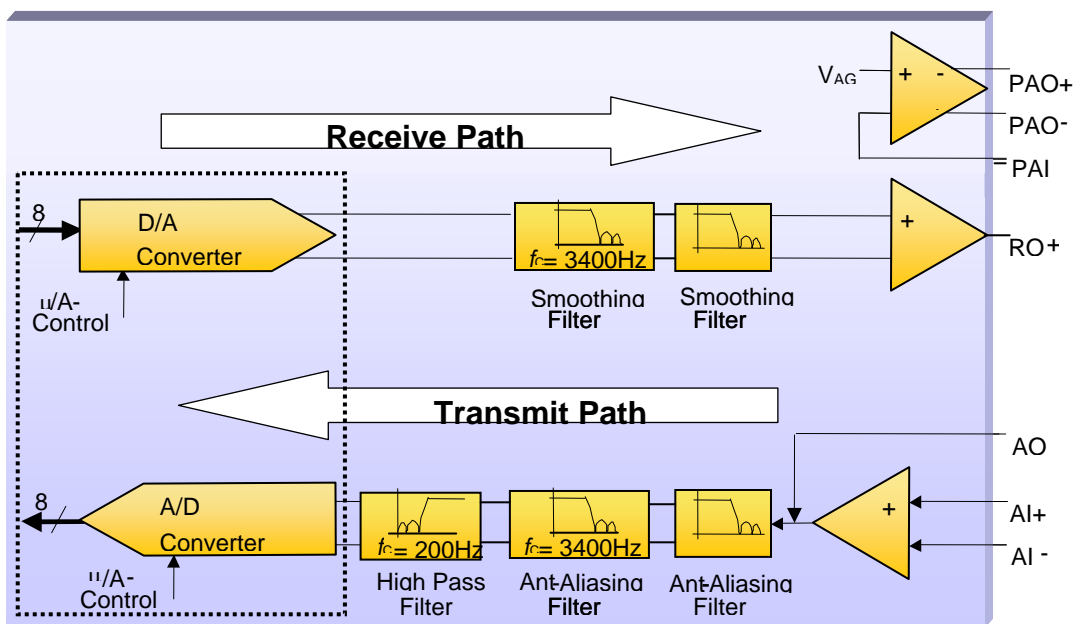 VAG
+ -
PAO+
PAO-
PAI
Receive Path
8
D/A
Converter
μ/A-
Control
fC= 3400Hz
Smoothing
Filter
Smoothing
Filter
+
RO+
Transmit Path
8
A/D
Converter
μ/A-
Control
fC= 200Hz
High Pass
Filter
fC= 3400Hz
Ant-Aliasing
Filter
Ant-Aliasing
Filter
+
AO
AI+
AI -